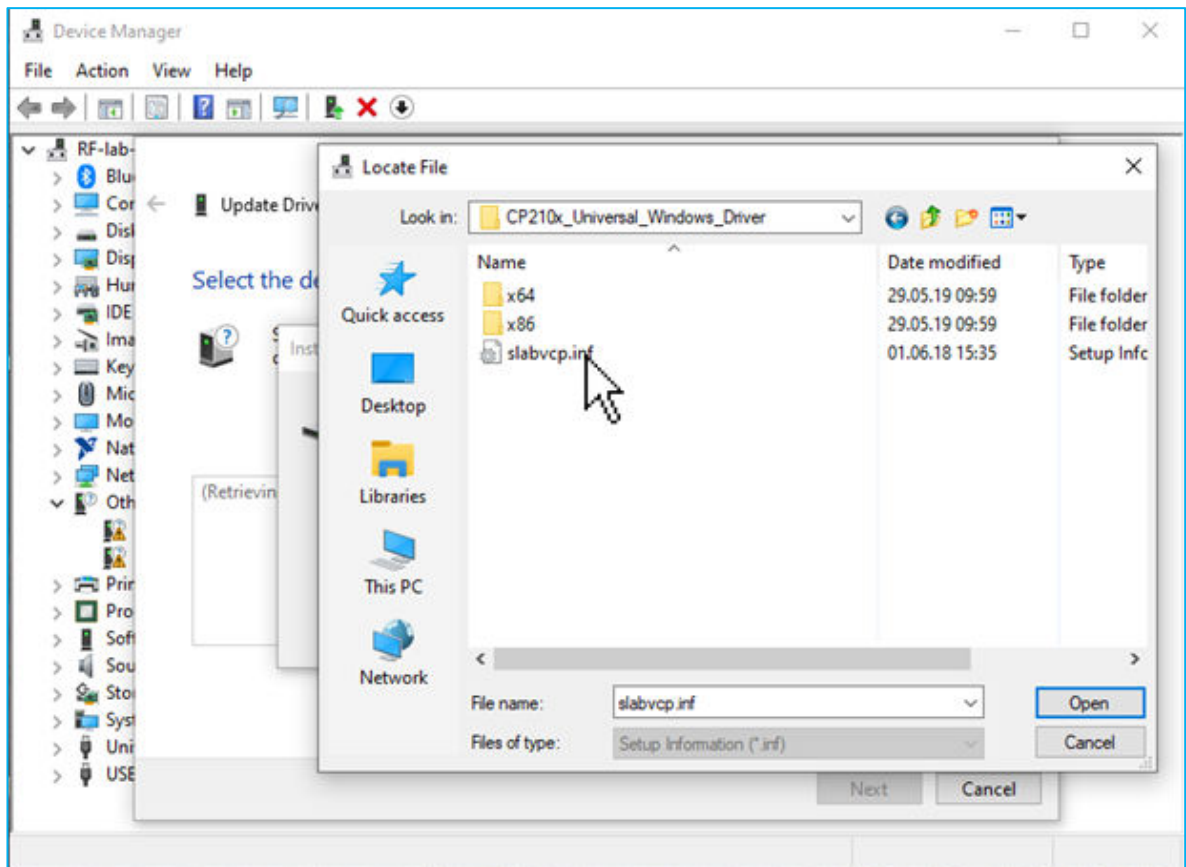 Device Manager
File Action View Help
RF-lab-
Blu
Cor
Disk
Disp
Hur
IDE
Ima
Key
Mic
Mo
Nat
Net
Oth
Prin
Pro
Soft
Sou
Sto
Syst
Uni
USE
Update Drive
Select the de
Inst
(Retrievin
Next Cancel
Locate File
Look in: CP210x_Universal_Windows_Driver
Quick access
Desktop
Libraries
This PC
Network
Name Date modified Type
x64 29.05.19 09:59 File folder
x86 29.05.19 09:59 File folder
slabvcp.inf 01.06.18 15:35 Setup Infc
File name: slabvcp.inf Open
Files of type: Setup Information (*.inf) Cancel